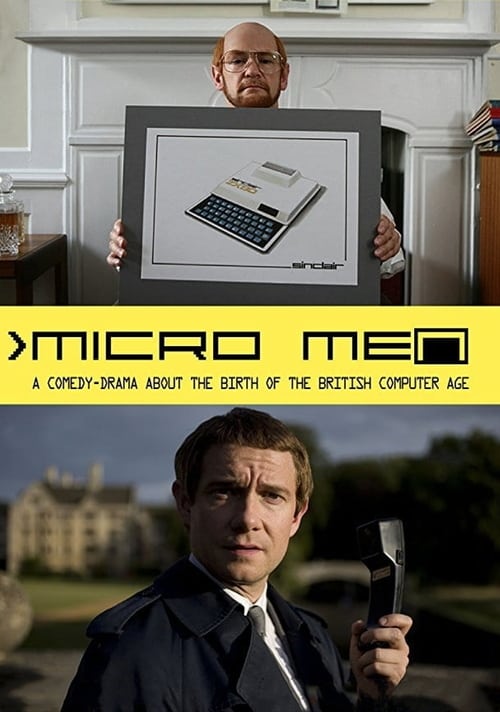 sinclair
>MICRO MEN
A COMEDY-DRAMA ABOUT THE BIRTH OF THE BRITISH COMPUTER AGE